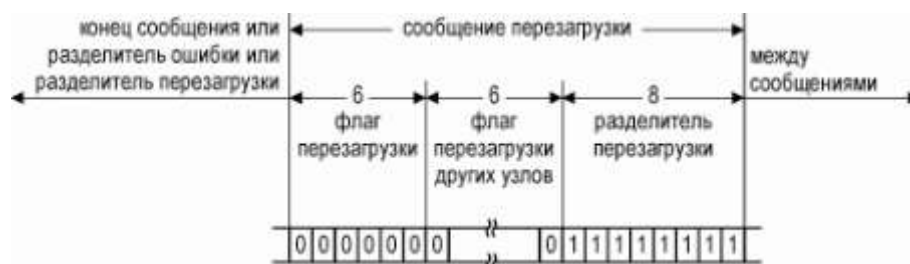 конец сообщения или
разделитель ошибки или
разделитель перезагрузки
сообщение перезагрузки
между
сообщениями
6
флаг
перезагрузки
6
флаг
перезагрузки
других узлов
8
разделитель
перезагрузки
0 0 0 0 0 0 0 0 1 1 1 1 1 1 1 1